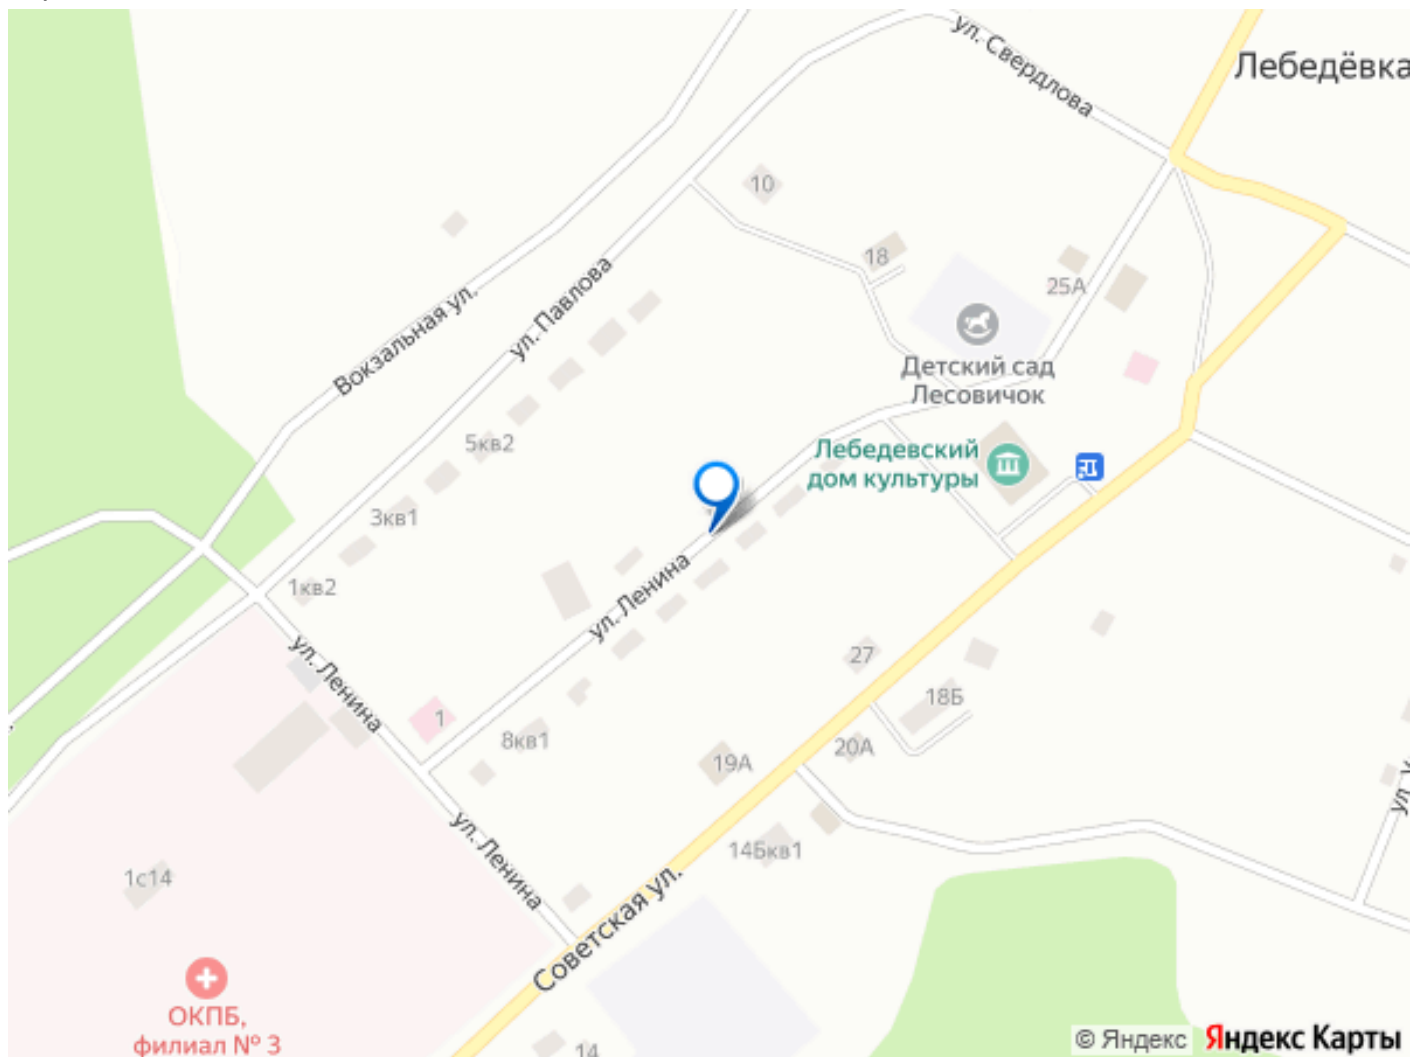 ул. Свердлова
Лебедёвка
10
18
25А
ул. Павлова
Вокзальная ул.
Детский сад
Лесовичок
5кв2
Лебедевский
дом культуры
3кв1
1кв2
ул. Ленина
ул. Ленина
27
18Б
1
8кв1
20А
19А
ул. Ленина
14Бкв1
1с14
Советская ул.
ОКПБ,
филиал № 3
14
© Яндекс Яндекс Карты